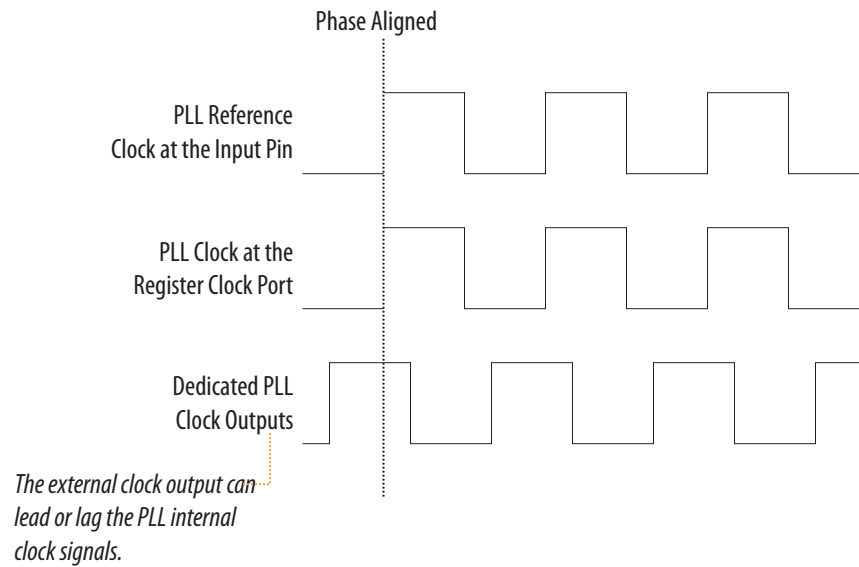 Phase Aligned
PLL Reference
Clock at the Input Pin
PLL Clock at the
Register Clock Port
Dedicated PLL
Clock Outputs
The external clock output can
lead or lag the PLL internal
clock signals.